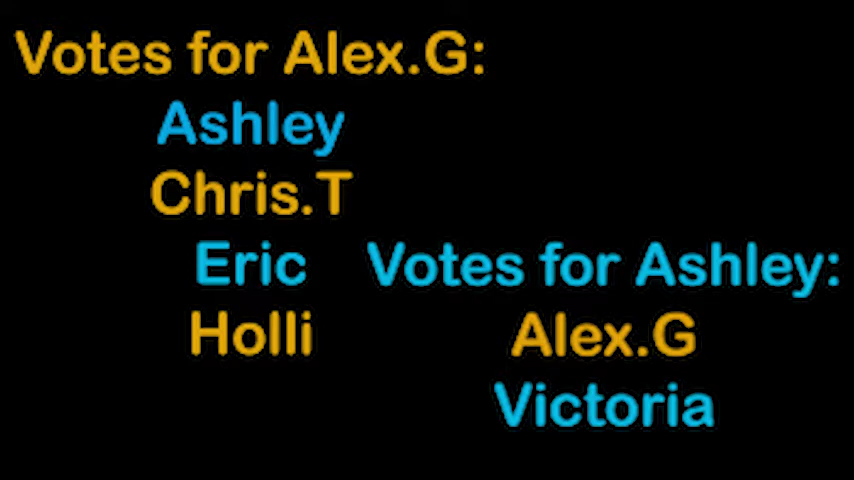 Votes for Alex.G:
Ashley
Chris.T
Eric
Holli
Votes for Ashley:
Alex.G
Victoria